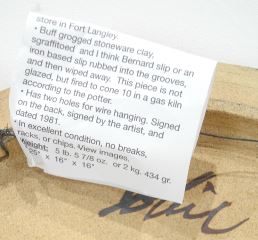 store in Fort Langley.
• Buff grogged stoneware clay,
sgraffitoed and I think Bernard slip or an
iron based slip rubbed into the grooves,
and then wiped away. This piece is not
glazed, but fired to cone 10 in a gas kiln
according to the potter.
• Has two holes for wire hanging. Signed
on the back, signed by the artist, and
dated 1981.
• In excellent condition, no breaks,
racks, or chips. View images.
Weight: 5 lb. 5 7/8 oz. or 2 kg. 434 gr.
25" x 16" x 16"